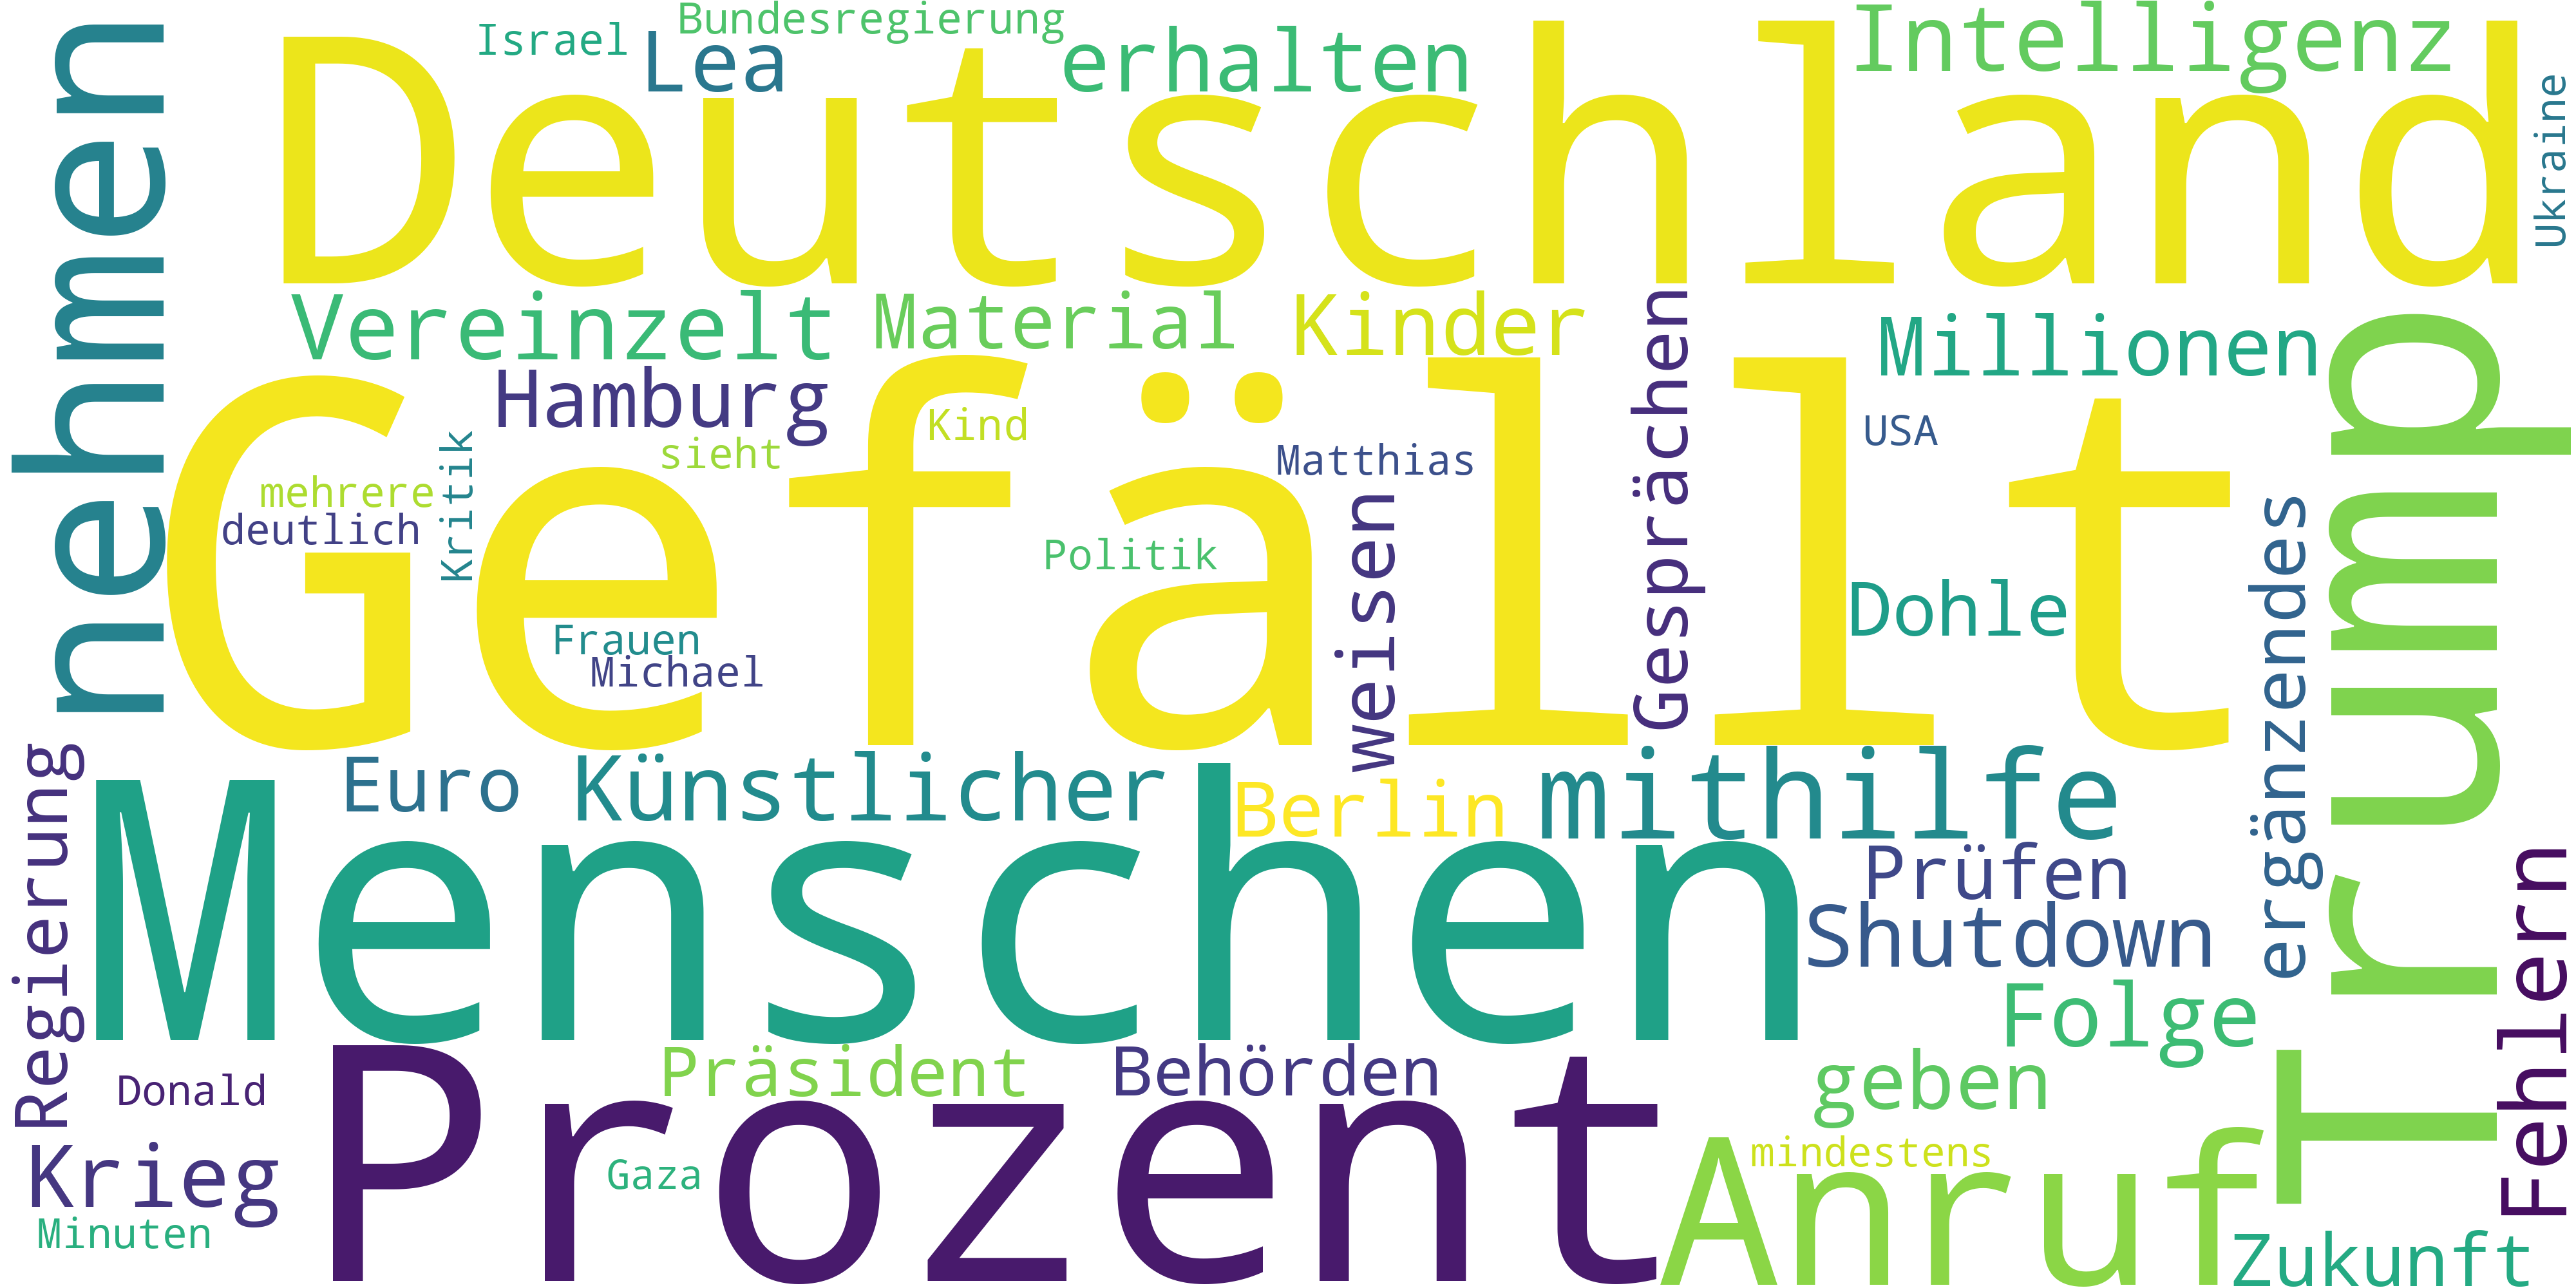 Bundesregierung
Israel
Lea
erhalten
Intelligenz
nehmen
Deutschland
Ukraine
Vereinzelt
Material
Kinder
Millionen
Hamburg
Gesprächen
Trump
Gefällt
Kind
USA
sieht
Matthias
Kritik
mehrere
deutlich
weisen
ergänzendes
Politik
Dohle
Frauen
Michael
Regierung
Euro
Künstlicher
Berlin
mithilfe
Menschen
Prüfen
Shutdown
Fehlern
Folge
Präsident
Behörden
geben
Donald
Prozent
Krieg
Gaza
mindestens
Anruf
Minuten
Zukunft